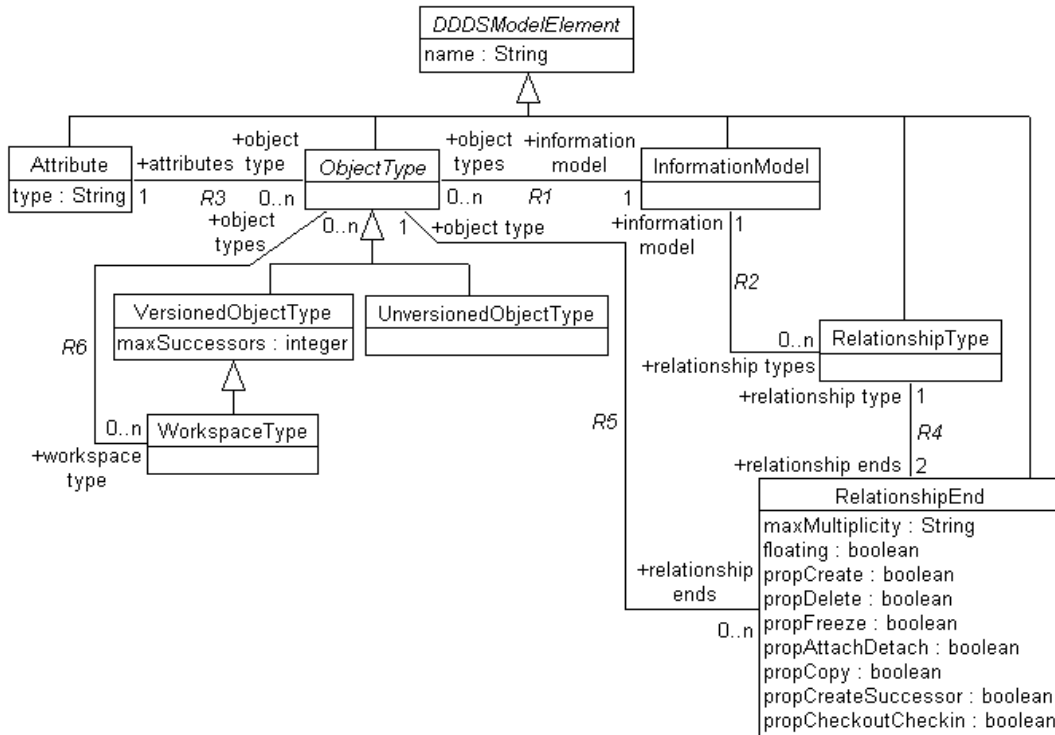 DDDSModelElement
name : String
Attribute
type : String
+attributes
1
R3
+object
type
0..n
ObjectType
+object
types
0..n
R1
+information
model
1
InformationModel
+information
model
1
R2
0..n
+relationship types
RelationshipType
+object
types
0..n
1
+object type
VersionedObjectType
maxSuccessors : integer
UnversionedObjectType
R6
0..n
+workspace
type
WorkspaceType
R5
+relationship type
1
R4
+relationship ends
2
+relationship
ends
0..n
RelationshipEnd
maxMultiplicity : String
floating : boolean
propCreate : boolean
propDelete : boolean
propFreeze : boolean
propAttachDetach : boolean
propCopy : boolean
propCreateSuccessor : boolean
propCheckoutCheckin : boolean